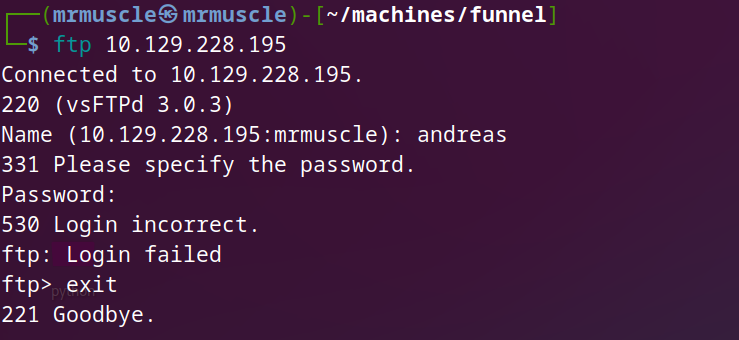 ┌──(mrmuscle㉿mrmuscle)-[~/machines/funnel]
└─$ ftp 10.129.228.195
Connected to 10.129.228.195.
220 (vsFTPd 3.0.3)
Name (10.129.228.195:mrmuscle): andreas
331 Please specify the password.
Password:
530 Login incorrect.
ftp: Login failed
ftp> exit
python
221 Goodbye.